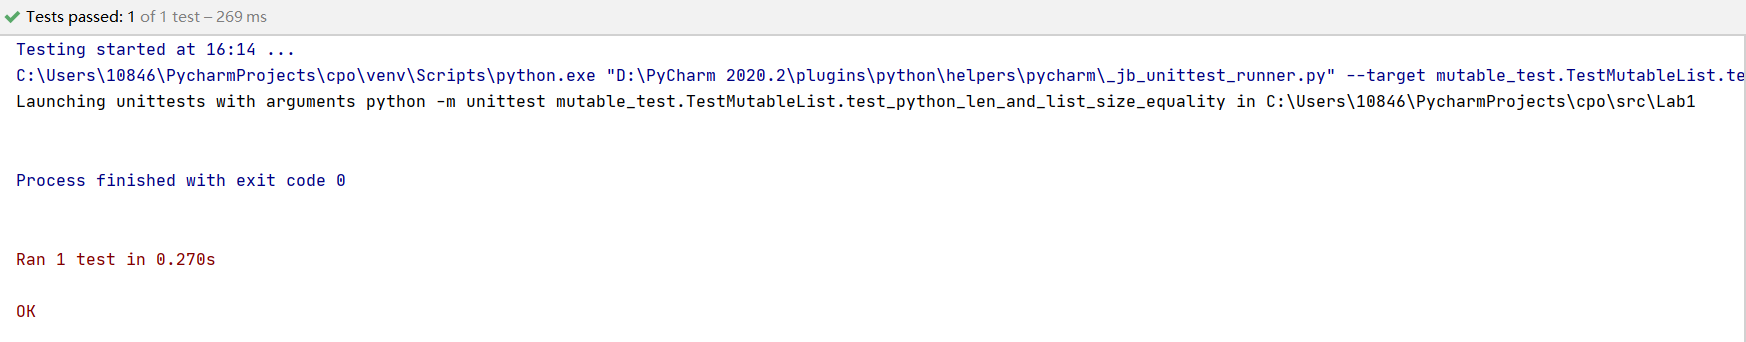 Tests passed: 1 of 1 test – 269 ms
Testing started at 16:14 ...
C:\Users\10846\PycharmProjects\cpo\venv\Scripts\python.exe "D:\PyCharm 2020.2\plugins\python\helpers\pycharm\_jb_unittest_runner.py" --target mutable_test.TestMutableList.te
Launching unittests with arguments python -m unittest mutable_test.TestMutableList.test_python_len_and_list_size_equality in C:\Users\10846\PycharmProjects\cpo\src\Lab1
Process finished with exit code 0
Ran 1 test in 0.270s
OK